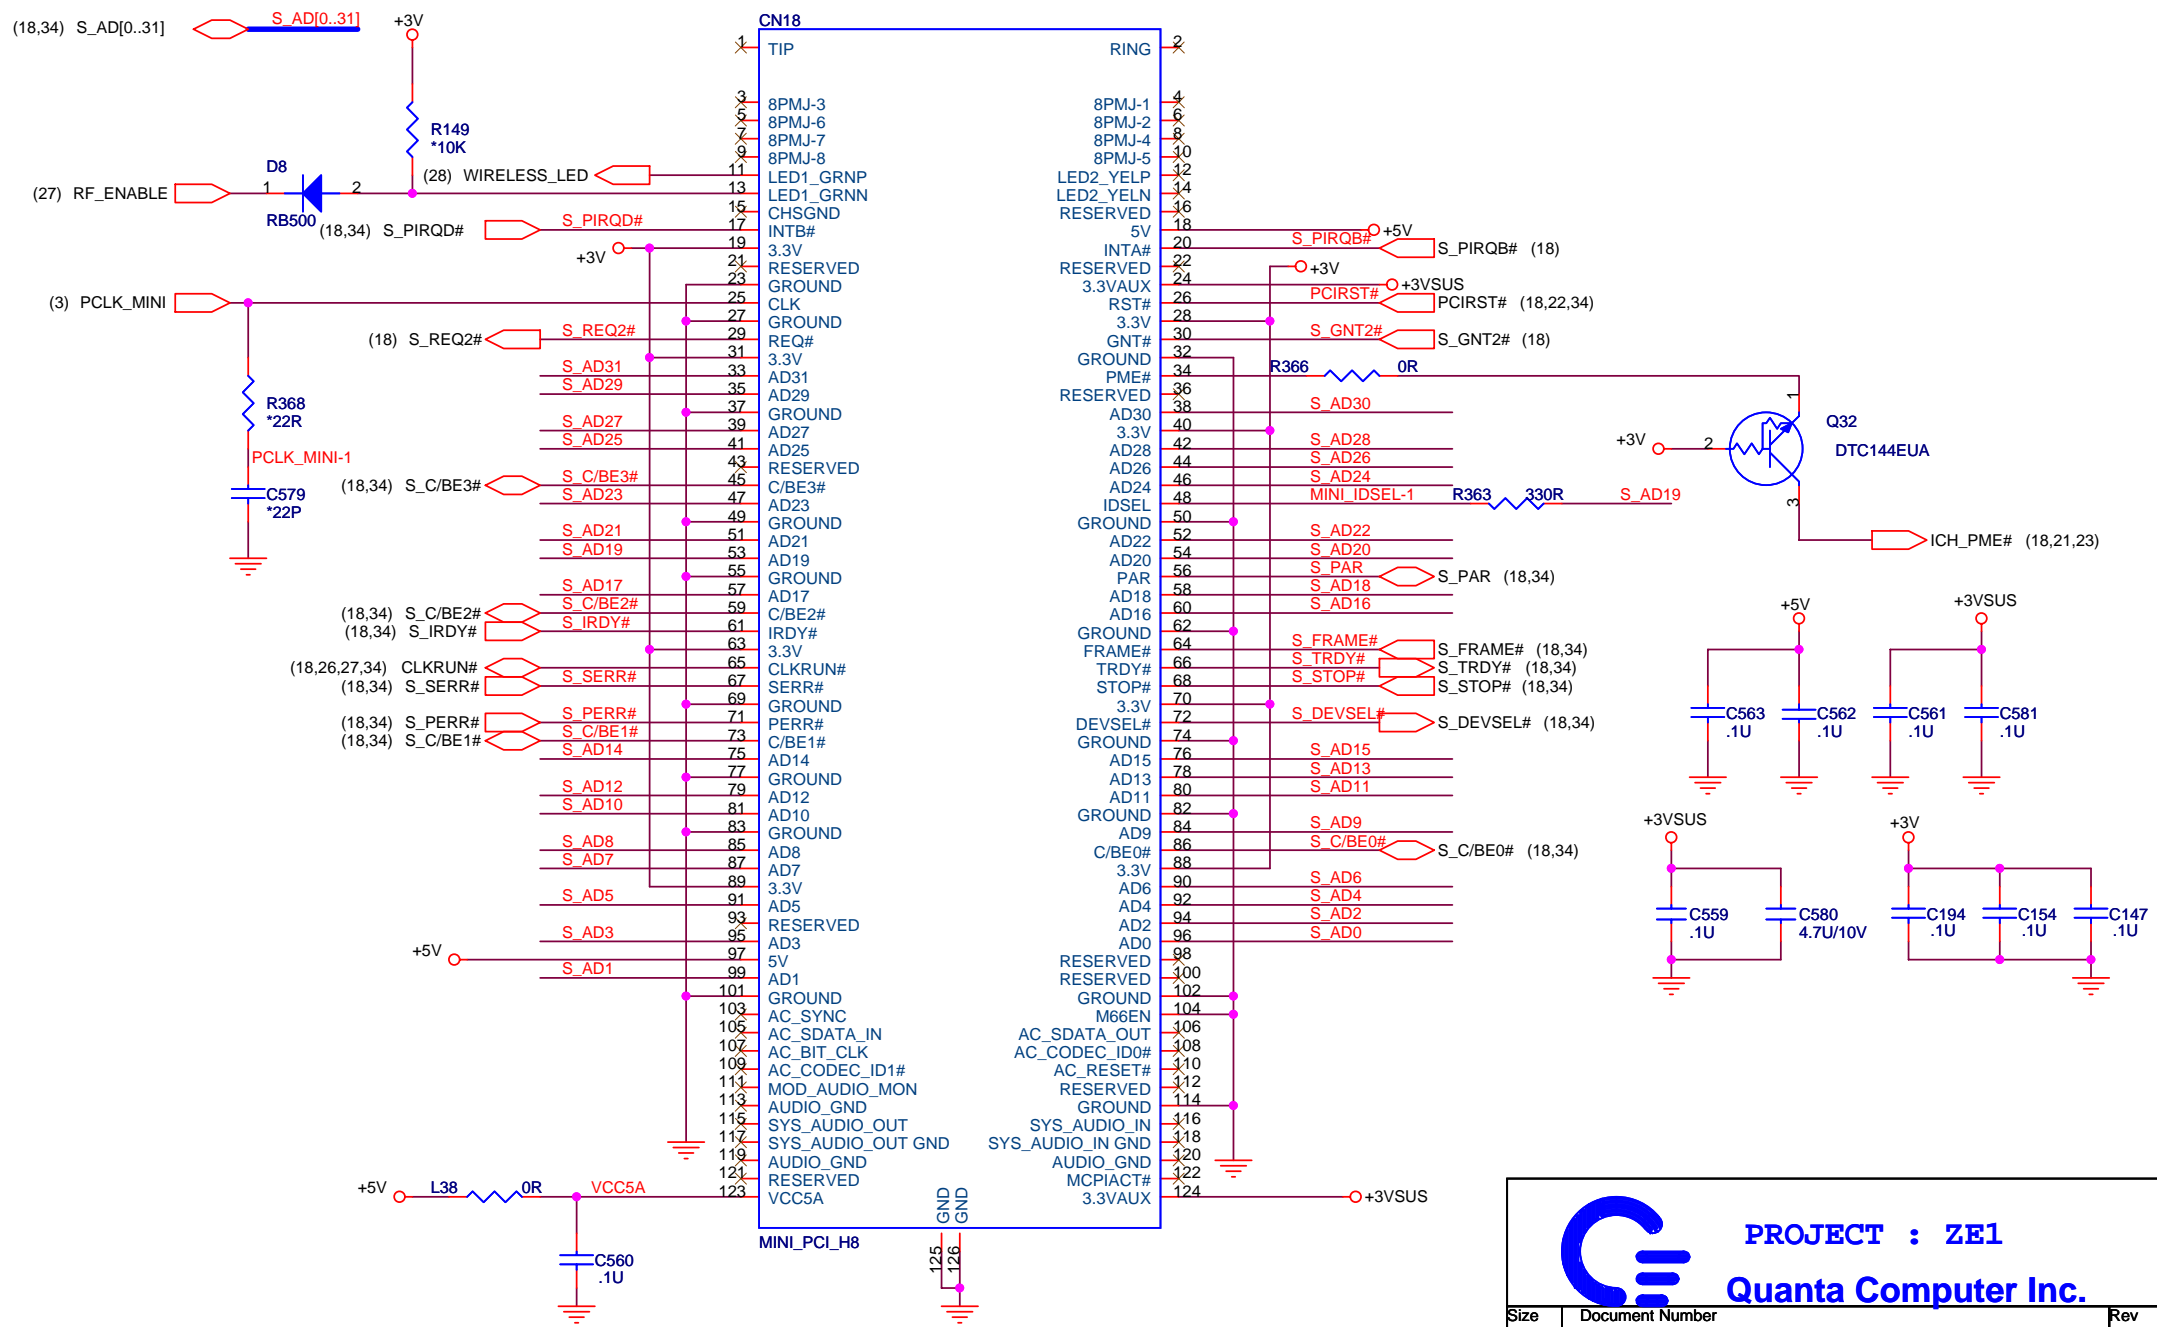 (18,34) S_AD[0..31]
S_AD[0..31]
+3V
R149
*10K
D8
1
2
RB500
(27) RF_ENABLE
(28) WIRELESS_LED
(18,34) S_PIRQD#
S_PIRQD#
+3V
(3) PCLK_MINI
(18) S_REQ2#
S_REQ2#
S_AD31
S_AD29
R368
*22R
PCLK_MINI-1
C579
*22P
S_AD27
S_AD25
(18,34) S_C/BE3#
S_C/BE3#
S_AD23
S_AD21
S_AD19
S_AD17
(18,34) S_C/BE2#
S_C/BE2#
(18,34) S_IRDY#
S_IRDY#
(18,26,27,34) CLKRUN#
(18,34) S_SERR#
S_SERR#
(18,34) S_PERR#
S_PERR#
(18,34) S_C/BE1#
S_C/BE1#
S_AD14
S_AD12
S_AD10
S_AD8
S_AD7
S_AD5
S_AD3
+5V
S_AD1
+5V
L38
0R
VCC5A
C560
.1U
CN18
1 TIP
3 8PMJ-3
5 8PMJ-6
7 8PMJ-7
9 8PMJ-8
11 LED1_GRNP
13 LED1_GRNN
15 CHSGND
17 INTB#
19 3.3V
21 RESERVED
23 GROUND
25 CLK
27 GROUND
29 REQ#
31 3.3V
33 AD31
35 AD29
37 GROUND
39 AD27
41 AD25
43 RESERVED
45 C/BE3#
47 AD23
49 GROUND
51 AD21
53 AD19
55 GROUND
57 AD17
59 C/BE2#
61 IRDY#
63 3.3V
65 CLKRUN#
67 SERR#
69 GROUND
71 PERR#
73 C/BE1#
75 AD14
77 GROUND
79 AD12
81 AD10
83 GROUND
85 AD8
87 AD7
89 3.3V
91 AD5
93 RESERVED
95 AD3
97 5V
99 AD1
101 GROUND
103 AC_SYNC
105 AC_SDATA_IN
107 AC_BIT_CLK
109 AC_CODEC_ID1#
111 MOD_AUDIO_MON
113 AUDIO_GND
115 SYS_AUDIO_OUT
117 SYS_AUDIO_OUT GND
119 AUDIO_GND
121 RESERVED
123 VCC5A
RING 2
8PMJ-1 4
8PMJ-2 6
8PMJ-4 8
8PMJ-5 10
LED2_YELP 12
LED2_YELN 14
RESERVED 16
5V 18
INTA# 20
RESERVED 22
3.3VAUX 24
RST# 26
3.3V 28
GNT# 30
GROUND 32
PME# 34
RESERVED 36
AD30 38
3.3V 40
AD28 42
AD26 44
AD24 46
IDSEL 48
GROUND 50
AD22 52
AD20 54
PAR 56
AD18 58
AD16 60
GROUND 62
FRAME# 64
TRDY# 66
STOP# 68
3.3V 70
DEVSEL# 72
GROUND 74
AD15 76
AD13 78
AD11 80
GROUND 82
AD9 84
C/BE0# 86
3.3V 88
AD6 90
AD4 92
AD2 94
AD0 96
RESERVED 98
RESERVED 100
GROUND 102
M66EN 104
AC_SDATA_OUT 106
AC_CODEC_ID0# 108
AC_RESET# 110
RESERVED 112
GROUND 114
SYS_AUDIO_IN 116
SYS_AUDIO_IN GND 118
AUDIO_GND 120
MCPIACT# 122
3.3VAUX 124
GND
GND
125
126
MINI_PCI_H8
+5V
S_PIRQB#
S_PIRQB# (18)
+3V
+3VSUS
PCIRST#
PCIRST# (18,22,34)
S_GNT2#
S_GNT2# (18)
R366
0R
S_AD30
S_AD28
S_AD26
S_AD24
MINI_IDSEL-1
R363
330R
S_AD19
+3V
2
1
3
Q32
DTC144EUA
ICH_PME# (18,21,23)
S_AD22
S_AD20
S_PAR
S_PAR (18,34)
S_AD18
S_AD16
S_FRAME#
S_FRAME# (18,34)
S_TRDY#
S_TRDY# (18,34)
S_STOP#
S_STOP# (18,34)
S_DEVSEL#
S_DEVSEL# (18,34)
S_AD15
S_AD13
S_AD11
S_AD9
S_C/BE0#
S_C/BE0# (18,34)
S_AD6
S_AD4
S_AD2
S_AD0
+3VSUS
+5V
C563
.1U
C562
.1U
+3VSUS
C561
.1U
C581
.1U
+3VSUS
C559
.1U
C580
4.7U/10V
+3V
C194
.1U
C154
.1U
C147
.1U
PROJECT : ZE1
Quanta Computer Inc.
Size
Document Number
Rev